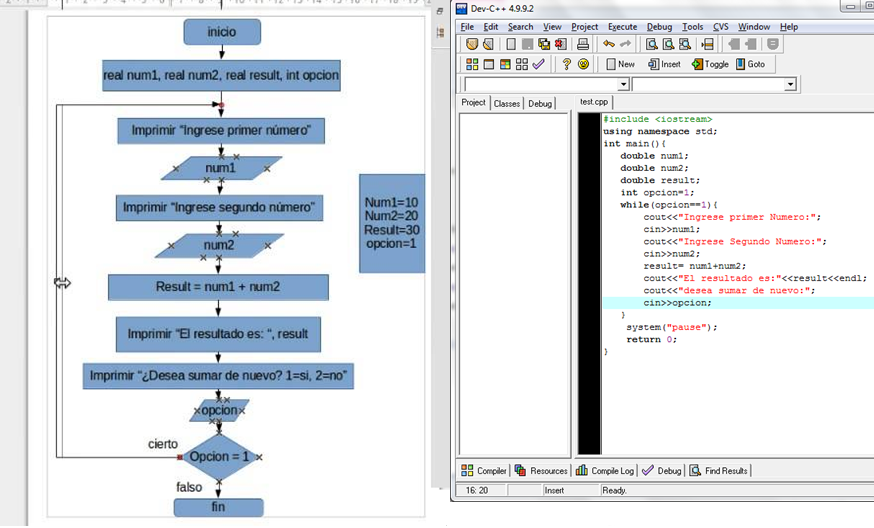 inicio
real num1, real num2, real result, int opcion
Imprimir “Ingrese primer número”
num1
Imprimir “Ingrese segundo número”
num2
Result = num1 + num2
Imprimir “El resultado es: “, result
Imprimir “¿Desea sumar de nuevo? 1=si, 2=no”
opcion
cierto
Opcion = 1
falso
fin
Num1=10
Num2=20
Result=30
opcion=1
Dev-C++ 4.9.9.2
File Edit Search View Project Execute Debug Tools CVS Window Help
New Insert Toggle Goto
Project Classes Debug
test.cpp
#include <iostream>
using namespace std;
int main(){
double num1;
double num2;
double result;
int opcion=1;
while(opcion==1){
cout<<"Ingrese primer Numero:";
cin>>num1;
cout<<"Ingrese Segundo Numero:";
cin>>num2;
result= num1+num2;
cout<<"El resultado es:"<<result<<endl;
cout<<"desea sumar de nuevo:";
cin>>opcion;
}
system("pause");
return 0;
}
Compiler Resources Compile Log Debug Find Results
16: 20 Insert Ready.